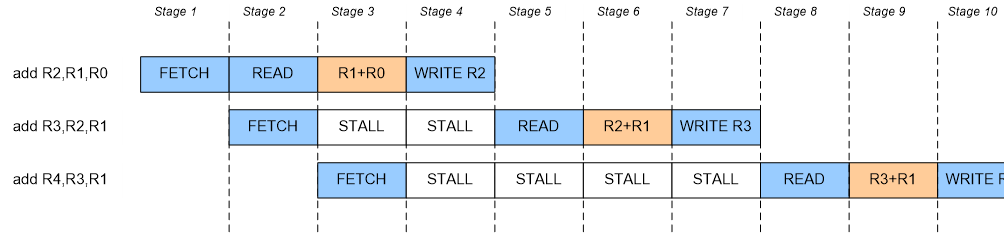 Stage 1 Stage 2 Stage 3 Stage 4 Stage 5 Stage 6 Stage 7 Stage 8 Stage 9 Stage 10
add R2,R1,R0 FETCH READ R1+R0 WRITE R2
add R3,R2,R1 FETCH STALL STALL READ R2+R1 WRITE R3
add R4,R3,R1 FETCH STALL STALL STALL STALL READ R3+R1 WRITE